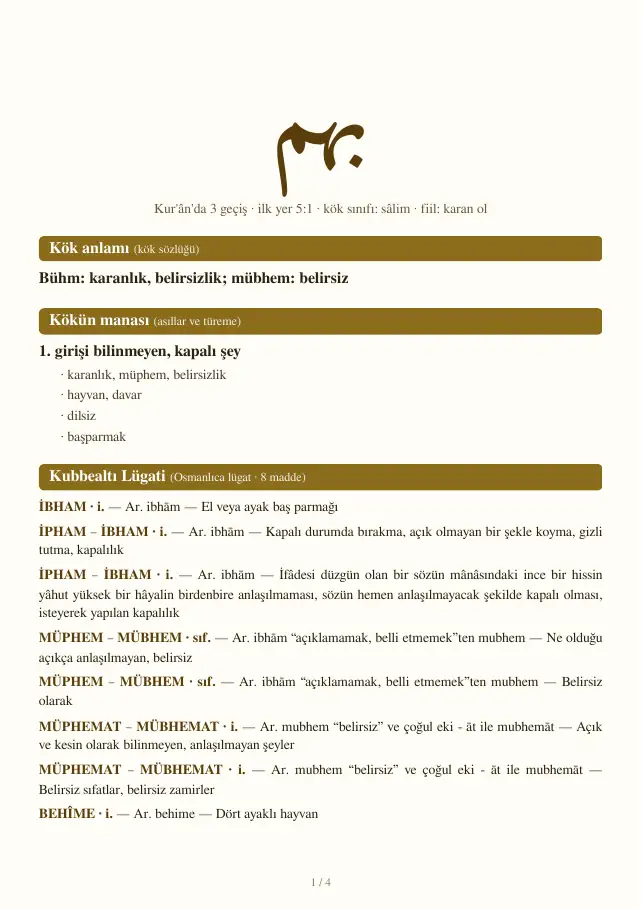 بهم
Kur'ân'da 3 geçiş · ilk yer 5:1 · kök sınıfı: sâlim · fiil: karan ol
Kök anlamı (kök sözlüğü)
Bühm: karanlık, belirsizlik; mübhem: belirsiz
Kökün manası (asıllar ve türeme)
1. girişi bilinmeyen, kapalı şey
· karanlık, müphem, belirsizlik
· hayvan, davar
· dilsiz
· başparmak
Kubbealtı Lügati (Osmanlıca lügat · 8 madde)
İBHAM · i. — Ar. ibhām — El veya ayak baş parmağı
İPHAM – İBHAM · i. — Ar. ibhām — Kapalı durumda bırakma, açık olmayan bir şekle koyma, gizli
tutma, kapalılık
İPHAM – İBHAM · i. — Ar. ibhām — İfâdesi düzgün olan bir sözün mânâsındaki ince bir hissin
yâhut yüksek bir hâyalin birdenbire anlaşılmaması, sözün hemen anlaşılmayacak şekilde kapalı olması,
isteyerek yapılan kapalılık
MÜPHEM – MÜBHEM · sıf. — Ar. ibhām “açıklamamak, belli etmemek”ten mubhem — Ne olduğu
açıkça anlaşılmayan, belirsiz
MÜPHEM – MÜBHEM · sıf. — Ar. ibhām “açıklamamak, belli etmemek”ten mubhem — Belirsiz
olarak
MÜPHEMAT – MÜBHEMAT · i. — Ar. mubhem “belirsiz” ve çoğul eki - āt ile mubhemāt — Açık
ve kesin olarak bilinmeyen, anlaşılmayan şeyler
MÜPHEMAT – MÜBHEMAT · i. — Ar. mubhem “belirsiz” ve çoğul eki - āt ile mubhemāt —
Belirsiz sıfatlar, belirsiz zamirler
BEHÎME · i. — Ar. behime — Dört ayaklı hayvan
1 / 4